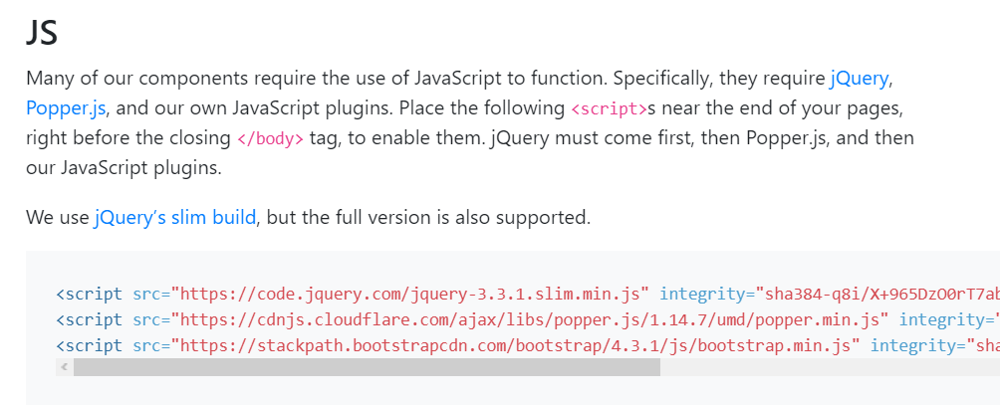 JS
Many of our components require the use of JavaScript to function. Specifically, they require jQuery,
Popper.js, and our own JavaScript plugins. Place the following <script>s near the end of your pages,
right before the closing </body> tag, to enable them. jQuery must come first, then Popper.js, and then
our JavaScript plugins.
We use jQuery’s slim build, but the full version is also supported.
<script src="https://code.jquery.com/jquery-3.3.1.slim.min.js" integrity="sha384-q8i/X+965DzO0rT7ab
<script src="https://cdnjs.cloudflare.com/ajax/libs/popper.js/1.14.7/umd/popper.min.js" integrity="
<script src="https://stackpath.bootstrapcdn.com/bootstrap/4.3.1/js/bootstrap.min.js" integrity="sha